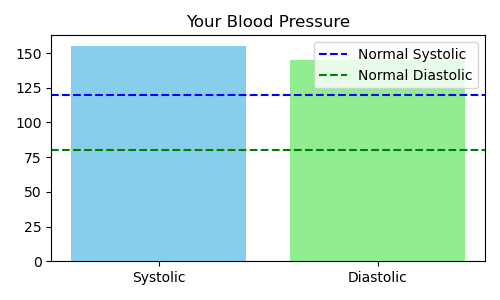 Your Blood Pressure
150
125
100
75
50
25
0
Normal Systolic
Normal Diastolic
Systolic
Diastolic